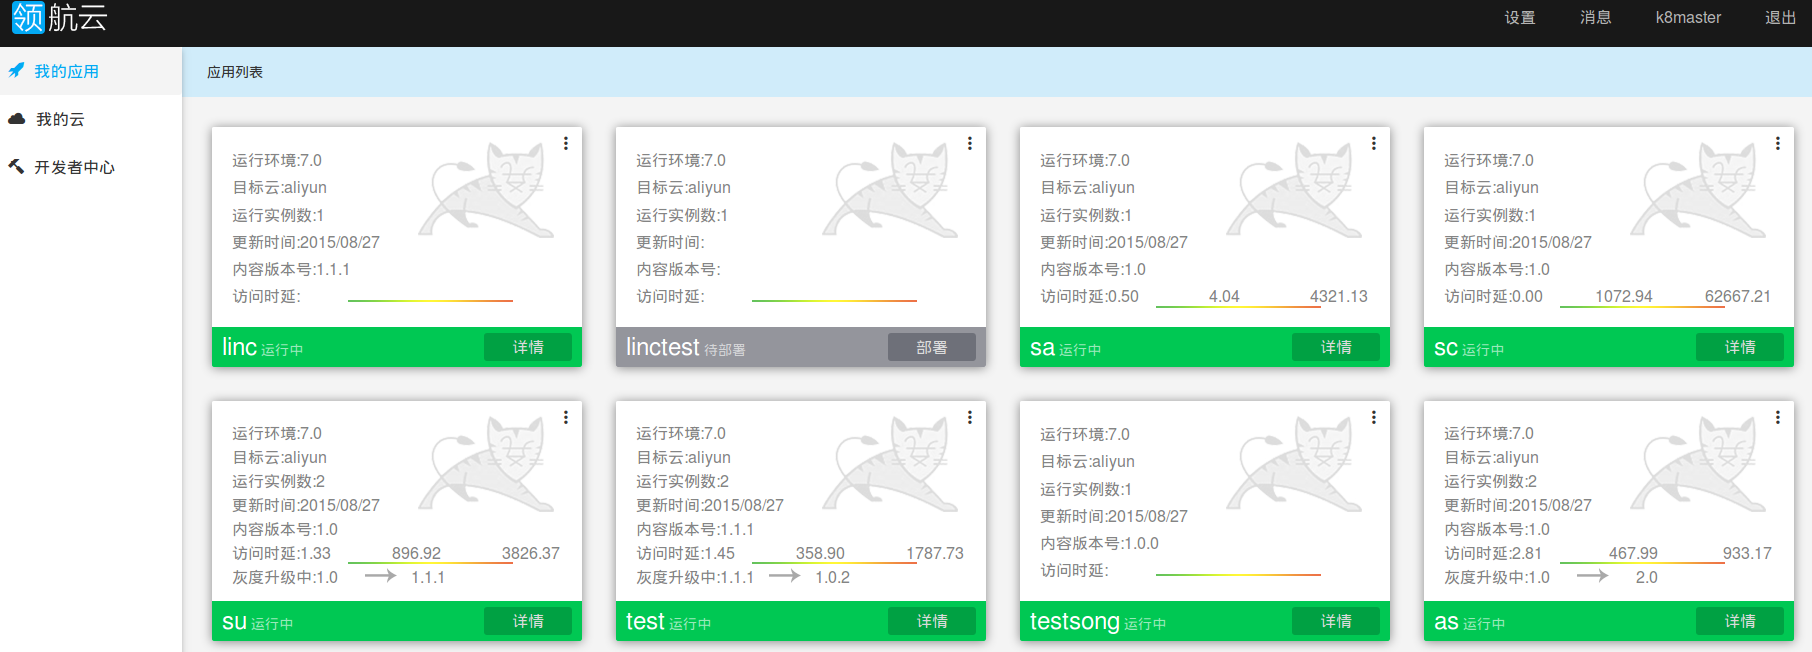 领航云
设置 消息 k8master 退出
我的应用
我的云
开发者中心
应用列表
运行环境:7.0
目标云:aliyun
运行实例数:1
更新时间:2015/08/27
内容版本号:1.1.1
访问时延:
linc 运行中 详情
运行环境:7.0
目标云:aliyun
运行实例数:1
更新时间:
内容版本号:
访问时延:
linctest 待部署 部署
运行环境:7.0
目标云:aliyun
运行实例数:1
更新时间:2015/08/27
内容版本号:1.0
访问时延:0.50 4.04 4321.13
sa 运行中 详情
运行环境:7.0
目标云:aliyun
运行实例数:1
更新时间:2015/08/27
内容版本号:1.0
访问时延:0.00 1072.94 62667.21
sc 运行中 详情
运行环境:7.0
目标云:aliyun
运行实例数:2
更新时间:2015/08/27
内容版本号:1.0
访问时延:1.33 896.92 3826.37
灰度升级中:1.0 → 1.1.1
su 运行中 详情
运行环境:7.0
目标云:aliyun
运行实例数:2
更新时间:2015/08/27
内容版本号:1.1.1
访问时延:1.45 358.90 1787.73
灰度升级中:1.1.1 → 1.0.2
test 运行中 详情
运行环境:7.0
目标云:aliyun
运行实例数:1
更新时间:2015/08/27
内容版本号:1.0.0
访问时延:
testsong 运行中 详情
运行环境:7.0
目标云:aliyun
运行实例数:2
更新时间:2015/08/27
内容版本号:1.0
访问时延:2.81 467.99 933.17
灰度升级中:1.0 → 2.0
as 运行中 详情